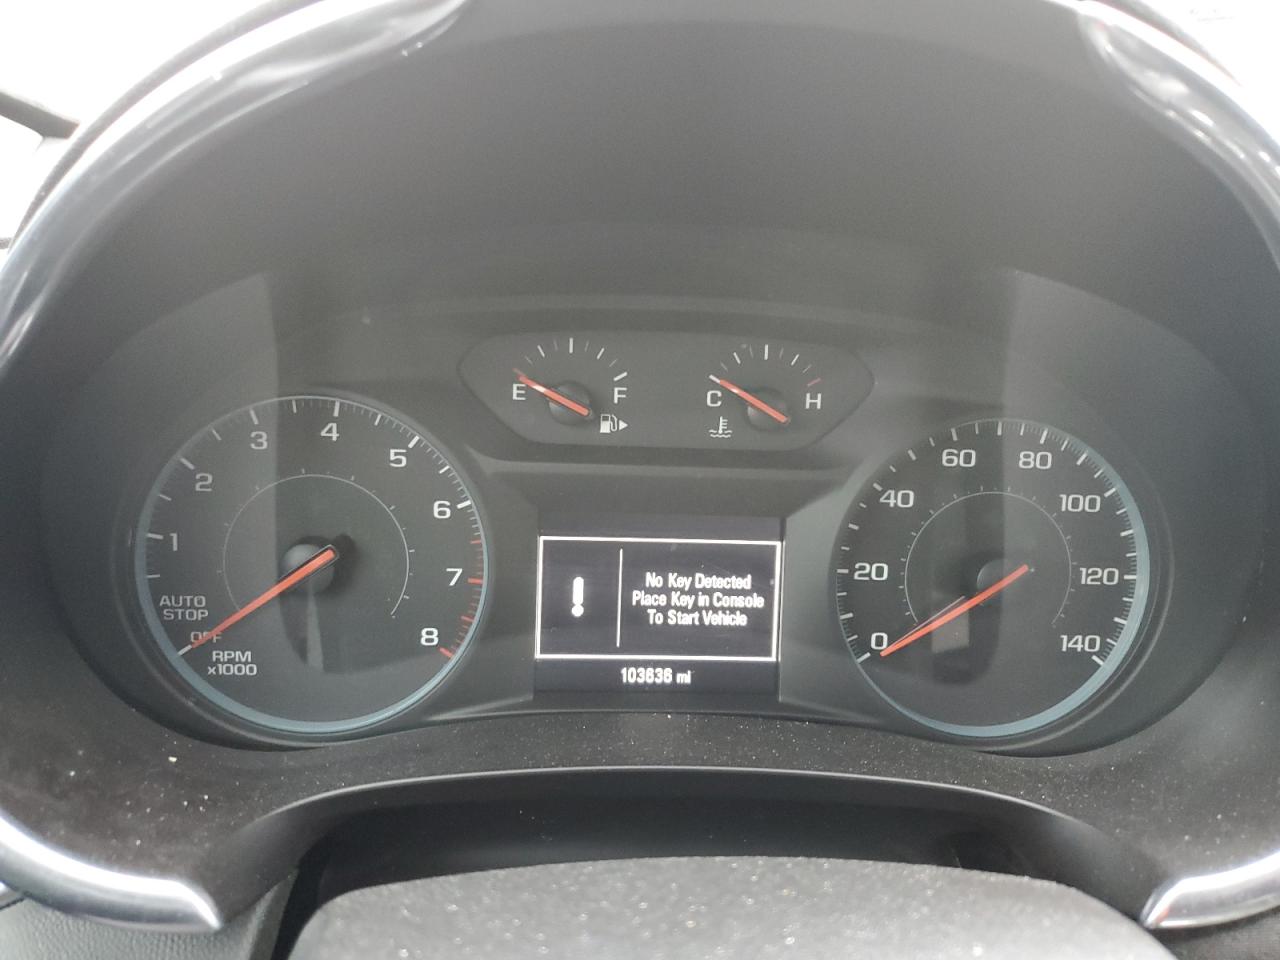 E
F
C
H
1
2
3
4
5
6
7
8
AUTO
STOP
OFF
RPM
x1000
No Key Detected
Place Key in Console
To Start Vehicle
103636 mi
0
20
40
60
80
100
120
140